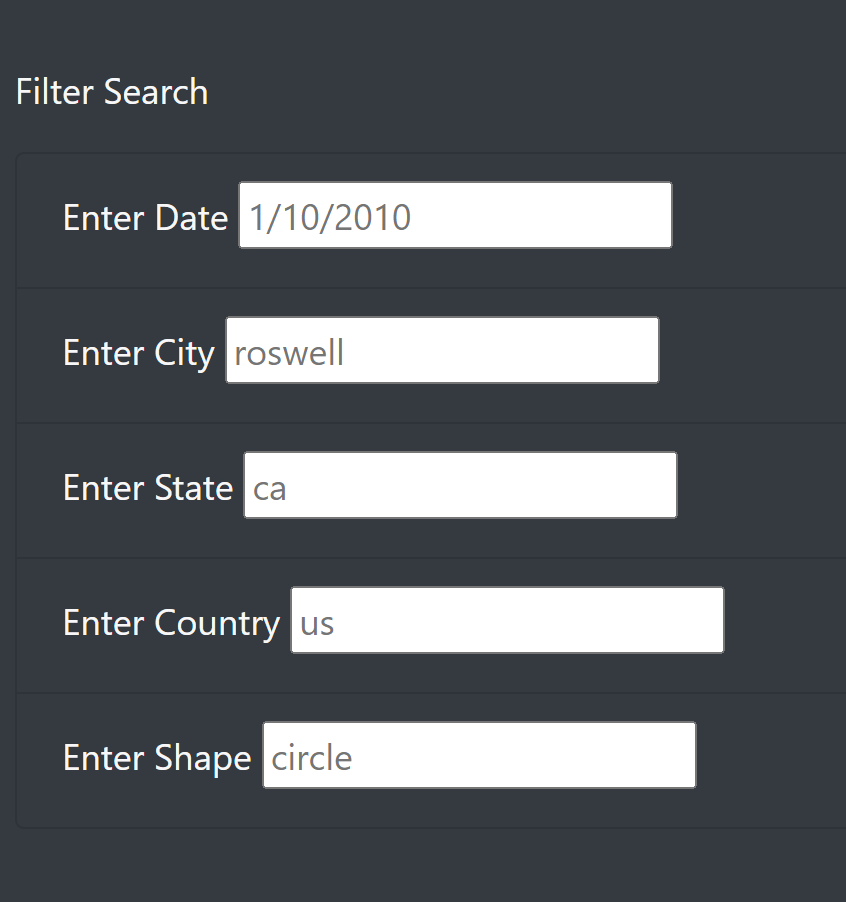 Filter Search
Enter Date 1/10/2010
Enter City roswell
Enter State ca
Enter Country us
Enter Shape circle